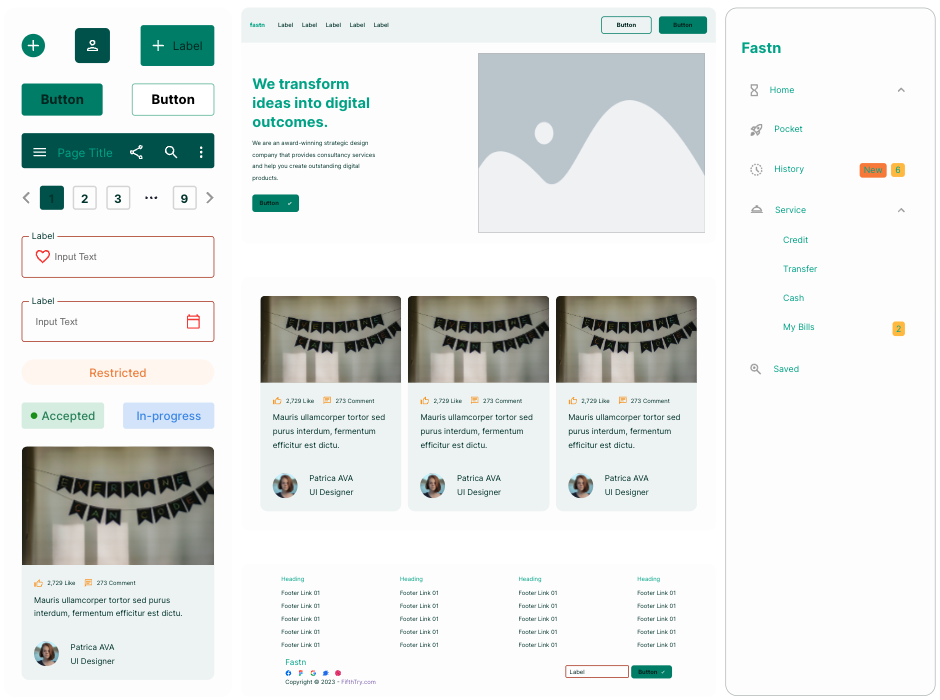 Label
Button
Button
Page Title
1
2
3
...
9
Label
Input Text
Label
Input Text
Restricted
Accepted
In-progress
EVERYONE
CAN COOK
2,729 Like 273 Comment
Mauris ullamcorper tortor sed purus
interdum, fermentum efficitur est dictu.
Patrica AVA
UI Designer
fastn Label Label Label Label Label
Button
Button
We transform
ideas into digital
outcomes.
We are an award-winning strategic design
company that provides consultancy services
and help you create outstanding digital
products.
Button
2,729 Like 273 Comment
Mauris ullamcorper tortor sed
purus interdum, fermentum
efficitur est dictu.
Patrica AVA
UI Designer
2,729 Like 273 Comment
Mauris ullamcorper tortor sed
purus interdum, fermentum
efficitur est dictu.
Patrica AVA
UI Designer
2,729 Like 273 Comment
Mauris ullamcorper tortor sed
purus interdum, fermentum
efficitur est dictu.
Patrica AVA
UI Designer
Heading
Footer Link 01
Footer Link 01
Footer Link 01
Footer Link 01
Footer Link 01
Heading
Footer Link 01
Footer Link 01
Footer Link 01
Footer Link 01
Footer Link 01
Heading
Footer Link 01
Footer Link 01
Footer Link 01
Footer Link 01
Footer Link 01
Heading
Footer Link 01
Footer Link 01
Footer Link 01
Footer Link 01
Footer Link 01
Fastn
Copyright © 2023 - FifthTry.com
Label
Button
Fastn
Home
Pocket
History New 6
Service
Credit
Transfer
Cash
My Bills 2
Saved